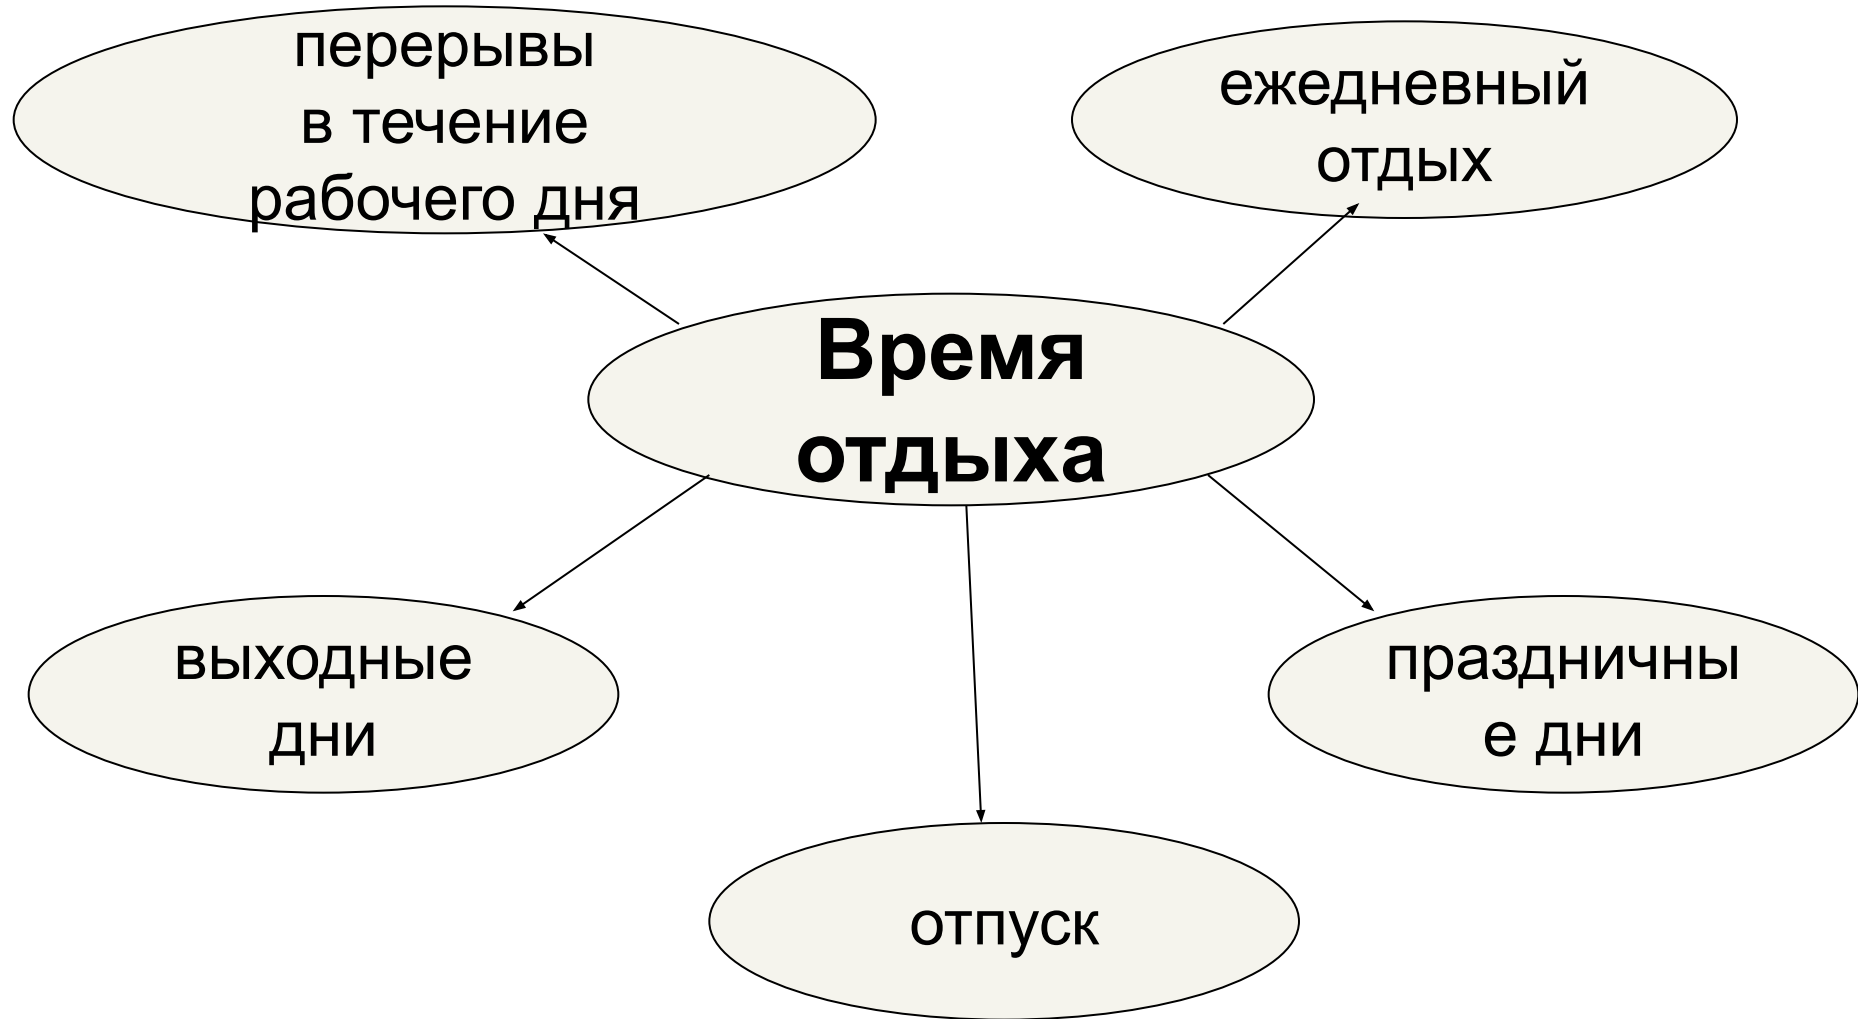 перерывы
в течение
рабочего дня
ежедневный
отдых
Время
отдыха
выходные
дни
праздничны
е дни
отпуск